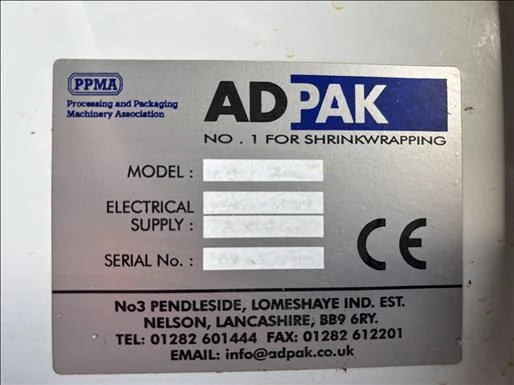 PPMA
Processing and Packaging
Machinery Association
ADPAK
NO. 1 FOR SHRINKWRAPPING
MODEL :
ELECTRICAL
SUPPLY :
SERIAL No. :
CE
No3 PENDLESIDE, LOMESHAYE IND. EST.
NELSON, LANCASHIRE, BB9 6RY.
TEL: 01282 601444 FAX: 01282 612201
EMAIL: info@adpak.co.uk